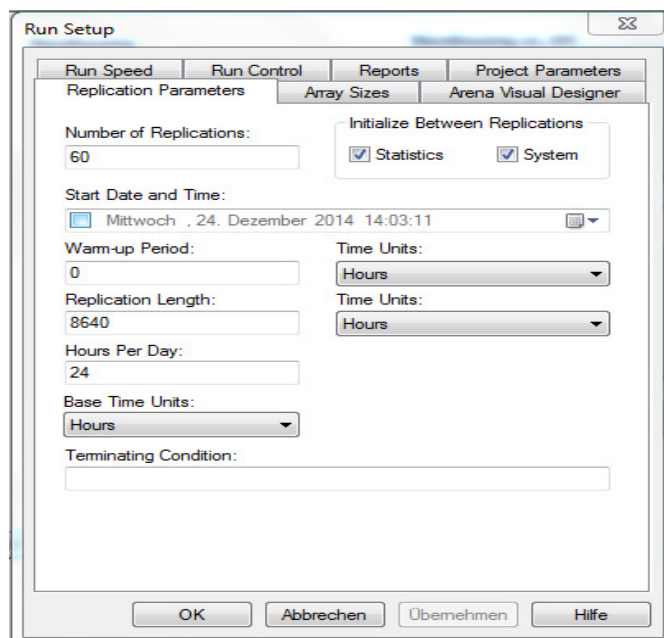 Run Setup
Run Speed Run Control Reports Project Parameters
Replication Parameters Array Sizes Arena Visual Designer
Number of Replications:
60
Initialize Between Replications
Statistics System
Start Date and Time:
Mittwoch , 24. Dezember 2014 14:03:11
Warm-up Period: Time Units:
0 Hours
Replication Length: Time Units:
8640 Hours
Hours Per Day:
24
Base Time Units:
Hours
Terminating Condition:
OK Abbrechen Übernehmen Hilfe